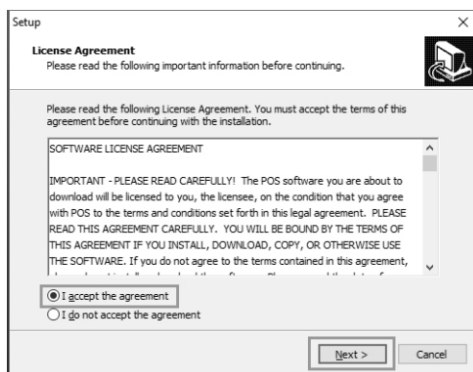 Setup
License Agreement
Please read the following important information before continuing.
Please read the following License Agreement. You must accept the terms of this
agreement before continuing with the installation.
SOFTWARE LICENSE AGREEMENT
IMPORTANT - PLEASE READ CAREFULLY! The POS software you are about to
download will be licensed to you, the licensee, on the condition that you agree
with POS to the terms and conditions set forth in this legal agreement. PLEASE
READ THIS AGREEMENT CAREFULLY. YOU WILL BE BOUND BY THE TERMS OF
THIS AGREEMENT IF YOU INSTALL, DOWNLOAD, COPY, OR OTHERWISE USE
THE SOFTWARE. If you do not agree to the terms contained in this agreement,
I accept the agreement
I do not accept the agreement
Next >
Cancel